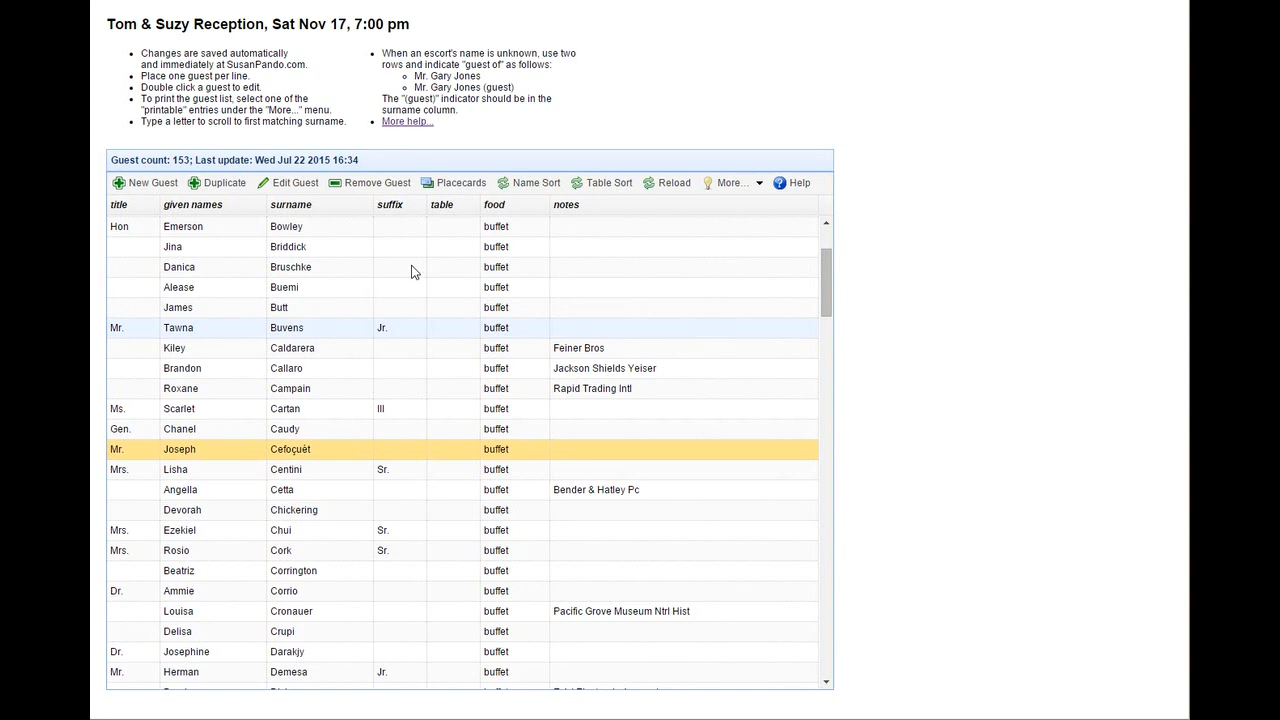 Tom & Suzy Reception, Sat Nov 17, 7:00 pm
Changes are saved automatically
and immediately at SusanPando.com.
Place one guest per line.
Double click a guest to edit.
To print the guest list, select one of the
"printable" entries under the "More..." menu.
Type a letter to scroll to first matching surname.
When an escort's name is unknown, use two
rows and indicate "guest of" as follows:
Mr. Gary Jones
Mr. Gary Jones (guest)
The "(guest)" indicator should be in the
surname column.
More help...
Guest count: 153; Last update: Wed Jul 22 2015 16:34
New Guest Duplicate Edit Guest Remove Guest Placecards Name Sort Table Sort Reload More... Help
title given names surname suffix table food notes
Hon Emerson Bowley buffet
Jina Briddick buffet
Danica Bruschke buffet
Alease Buemi buffet
James Butt buffet
Mr. Tawna Buvens Jr. buffet
Kiley Caldarera buffet Feiner Bros
Brandon Callaro buffet Jackson Shields Yeiser
Roxane Campain buffet Rapid Trading Intl
Ms. Scarlet Cartan III buffet
Gen. Chanel Caudy buffet
Mr. Joseph Cefoçuèt buffet
Mrs. Lisha Centini Sr. buffet
Angella Cetta buffet Bender & Hatley Pc
Devorah Chickering buffet
Mrs. Ezekiel Chui Sr. buffet
Mrs. Rosio Cork Sr. buffet
Beatriz Corrington buffet
Dr. Ammie Corrio buffet
Louisa Cronauer buffet Pacific Grove Museum Ntrl Hist
Delisa Crupi buffet
Dr. Josephine Darakjy buffet
Mr. Herman Demesa Jr. buffet